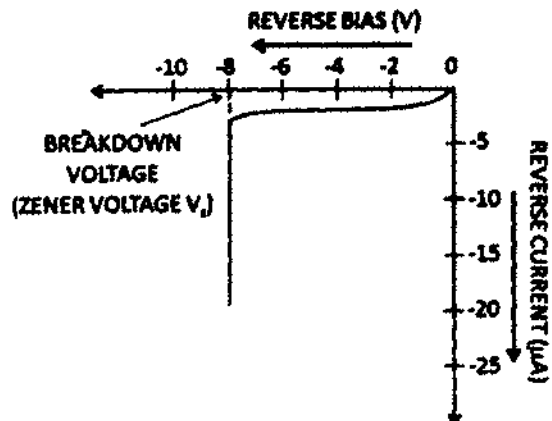 REVERSE BIAS (V)
-10 -8 -6 -4 -2 0
BREAKDOWN
VOLTAGE
(ZENER VOLTAGE V₂)
-5
-10
-15
-20
-25
REVERSE CURRENT (μA)